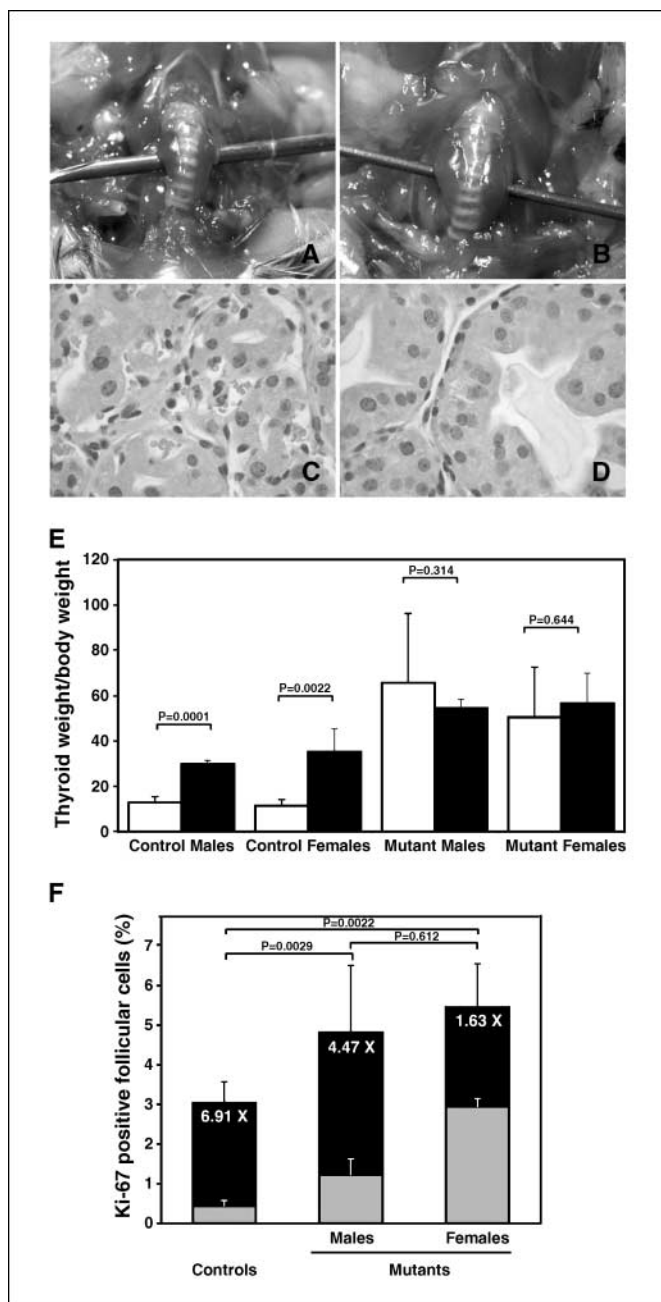 A
B
C
D
E
Thyroid weight/body weight
120
100
80
60
40
20
0
P=0.0001
P=0.0022
P=0.314
P=0.644
Control Males
Control Females
Mutant Males
Mutant Females
F
Ki-67 positive follicular cells (%)
7
6
5
4
3
2
1
0
P=0.0022
P=0.0029
P=0.612
6.91 X
4.47 X
1.63 X
Males
Females
Controls
Mutants